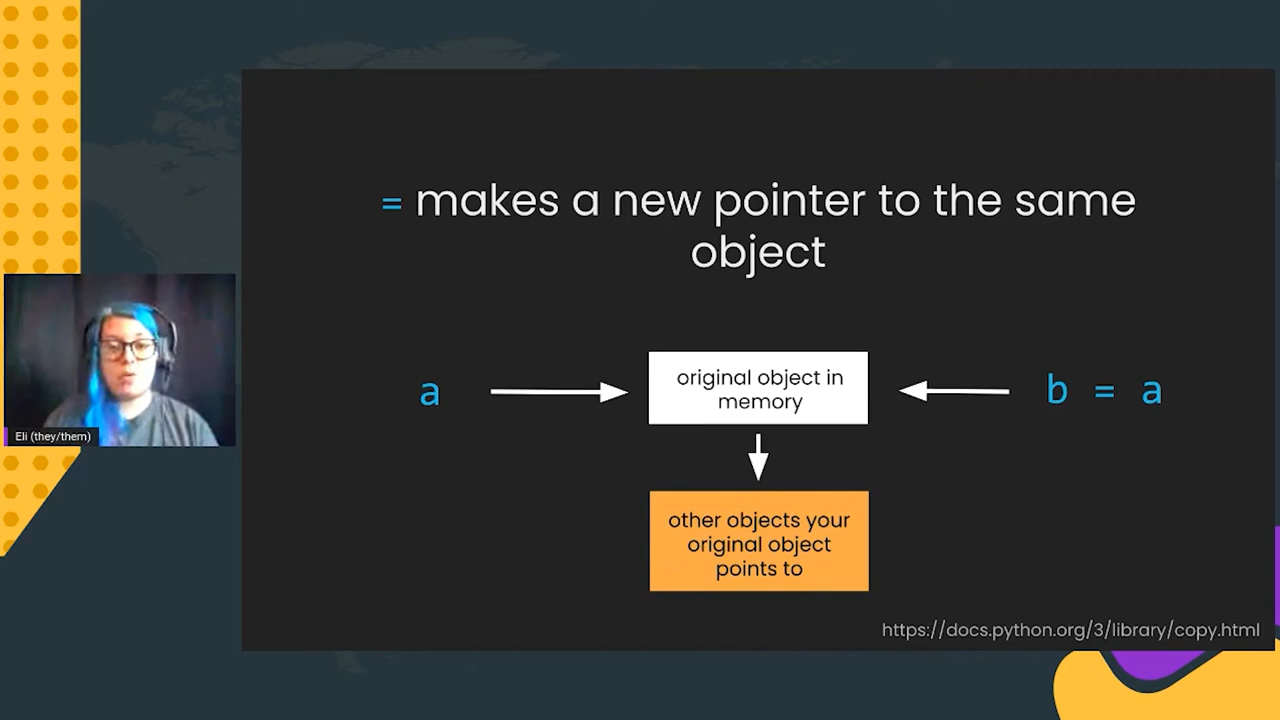 = makes a new pointer to the same
object
a
original object in
memory
b = a
other objects your
original object
points to
Eli (they/them)
https://docs.python.org/3/library/copy.html